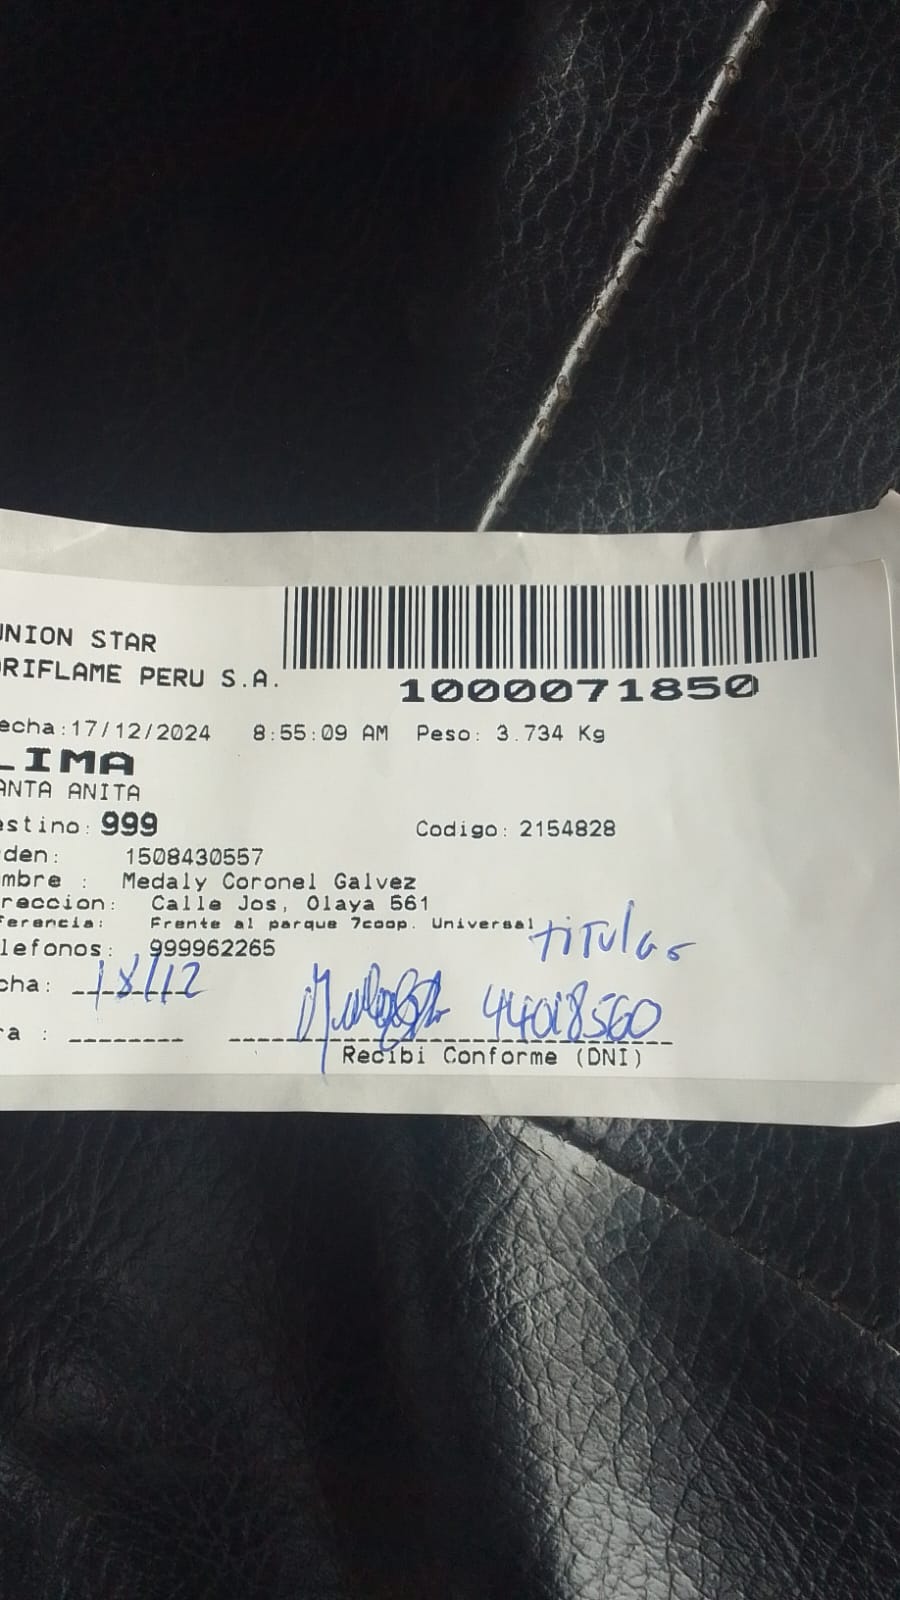 UNION STAR
ORIFLAME PERU S.A.
1000071850
echa:17/12/2024 8:55:09 AM Peso: 3.734 Kg
LIMA
ANTA ANITA
estino: 999 Codigo: 2154828
den: 1508430557
mbre : Medaly Coronel Galvez
reccion: Calle Jos, Olaya 561
ferencia: Frente al parque 7coop. Universal
titular
lefonos: 999962265
cha: 18/12
44018560
ra :
Recibi Conforme (DNI)